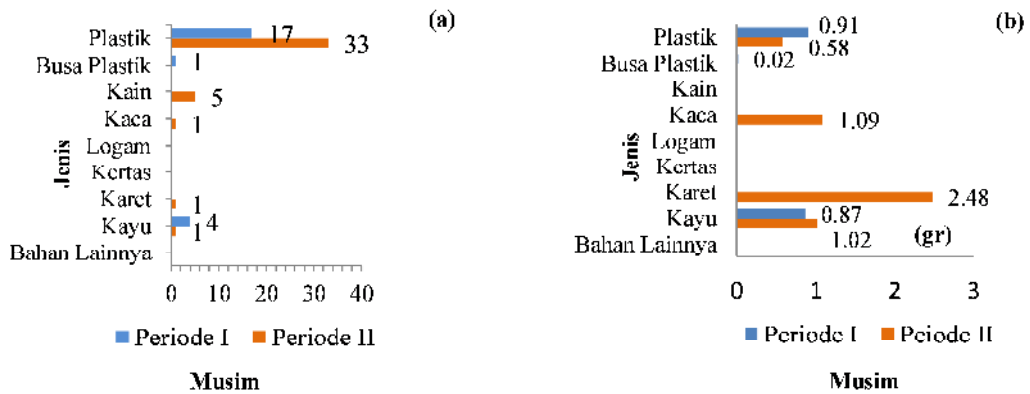 (a)
Plastik
17
33
Busa Plastik
1
Kain
5
Kaca
1
Logam
Kertas
Karet
1
Kayu
4
1
Bahan Lainnya
Jenis
0 10 20 30 40
Periode I Periode II
Musim
(b)
Plastik
0.91
0.58
Busa Plastik
0.02
Kain
Kaca
1.09
Logam
Kertas
Karet
2.48
Kayu
0.87
1.02
(gr)
Bahan Lainnya
Jenis
0 1 2 3
Periode I Peiode II
Musim